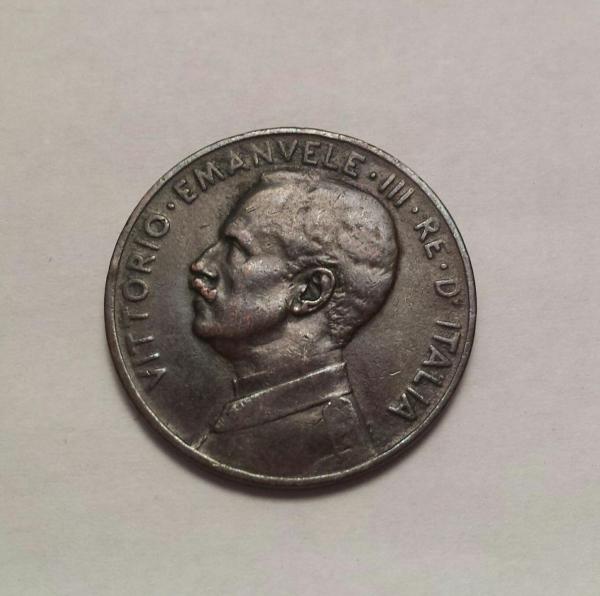 VITTORIO · EMANVELE · III · RE · D' ITALIA